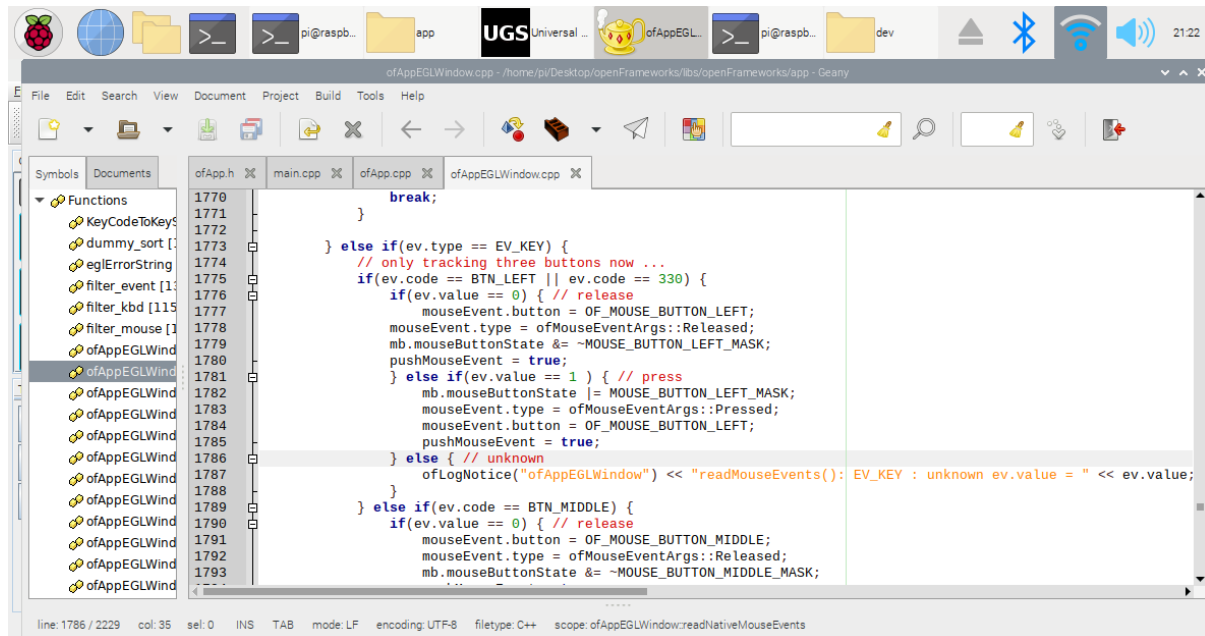 >_
>_ pi@raspb...
app
UGS Universal ...
ofAppEGL...
>_ pi@raspb...
dev
21:22
ofAppEGLWindow.cpp - /home/pi/Desktop/openFrameworks/libs/openFrameworks/app - Geany
File Edit Search View Document Project Build Tools Help
Symbols Documents
ofApp.h main.cpp ofApp.cpp ofAppEGLWindow.cpp
Functions
KeyCodeToKeyS
dummy_sort [1
eglErrorString
filter_event [13
filter_kbd [115
filter_mouse [1
ofAppEGLWind
ofAppEGLWind
ofAppEGLWind
ofAppEGLWind
ofAppEGLWind
ofAppEGLWind
ofAppEGLWind
ofAppEGLWind
ofAppEGLWind
ofAppEGLWind
ofAppEGLWind
ofAppEGLWind
1770 break;
1771 }
1772
1773 } else if(ev.type == EV_KEY) {
1774 // only tracking three buttons now ...
1775 if(ev.code == BTN_LEFT || ev.code == 330) {
1776 if(ev.value == 0) { // release
1777 mouseEvent.button = OF_MOUSE_BUTTON_LEFT;
1778 mouseEvent.type = ofMouseEventArgs::Released;
1779 mb.mouseButtonState &= ~MOUSE_BUTTON_LEFT_MASK;
1780 pushMouseEvent = true;
1781 } else if(ev.value == 1 ) { // press
1782 mb.mouseButtonState |= MOUSE_BUTTON_LEFT_MASK;
1783 mouseEvent.type = ofMouseEventArgs::Pressed;
1784 mouseEvent.button = OF_MOUSE_BUTTON_LEFT;
1785 pushMouseEvent = true;
1786 } else { // unknown
1787 ofLogNotice("ofAppEGLWindow") << "readMouseEvents(): EV_KEY : unknown ev.value = " << ev.value;
1788 }
1789 } else if(ev.code == BTN_MIDDLE) {
1790 if(ev.value == 0) { // release
1791 mouseEvent.button = OF_MOUSE_BUTTON_MIDDLE;
1792 mouseEvent.type = ofMouseEventArgs::Released;
1793 mb.mouseButtonState &= ~MOUSE_BUTTON_MIDDLE_MASK;
line: 1786 / 2229 col: 35 sel: 0 INS TAB mode: LF encoding: UTF-8 filetype: C++ scope: ofAppEGLWindow::readNativeMouseEvents